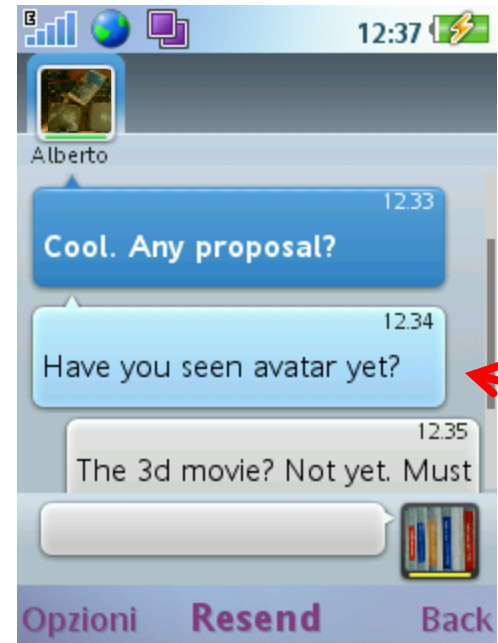 E
12:37
Alberto
12.33
Cool. Any proposal?
12.34
Have you seen avatar yet?
12.35
The 3d movie? Not yet. Must
Opzioni Resend Back